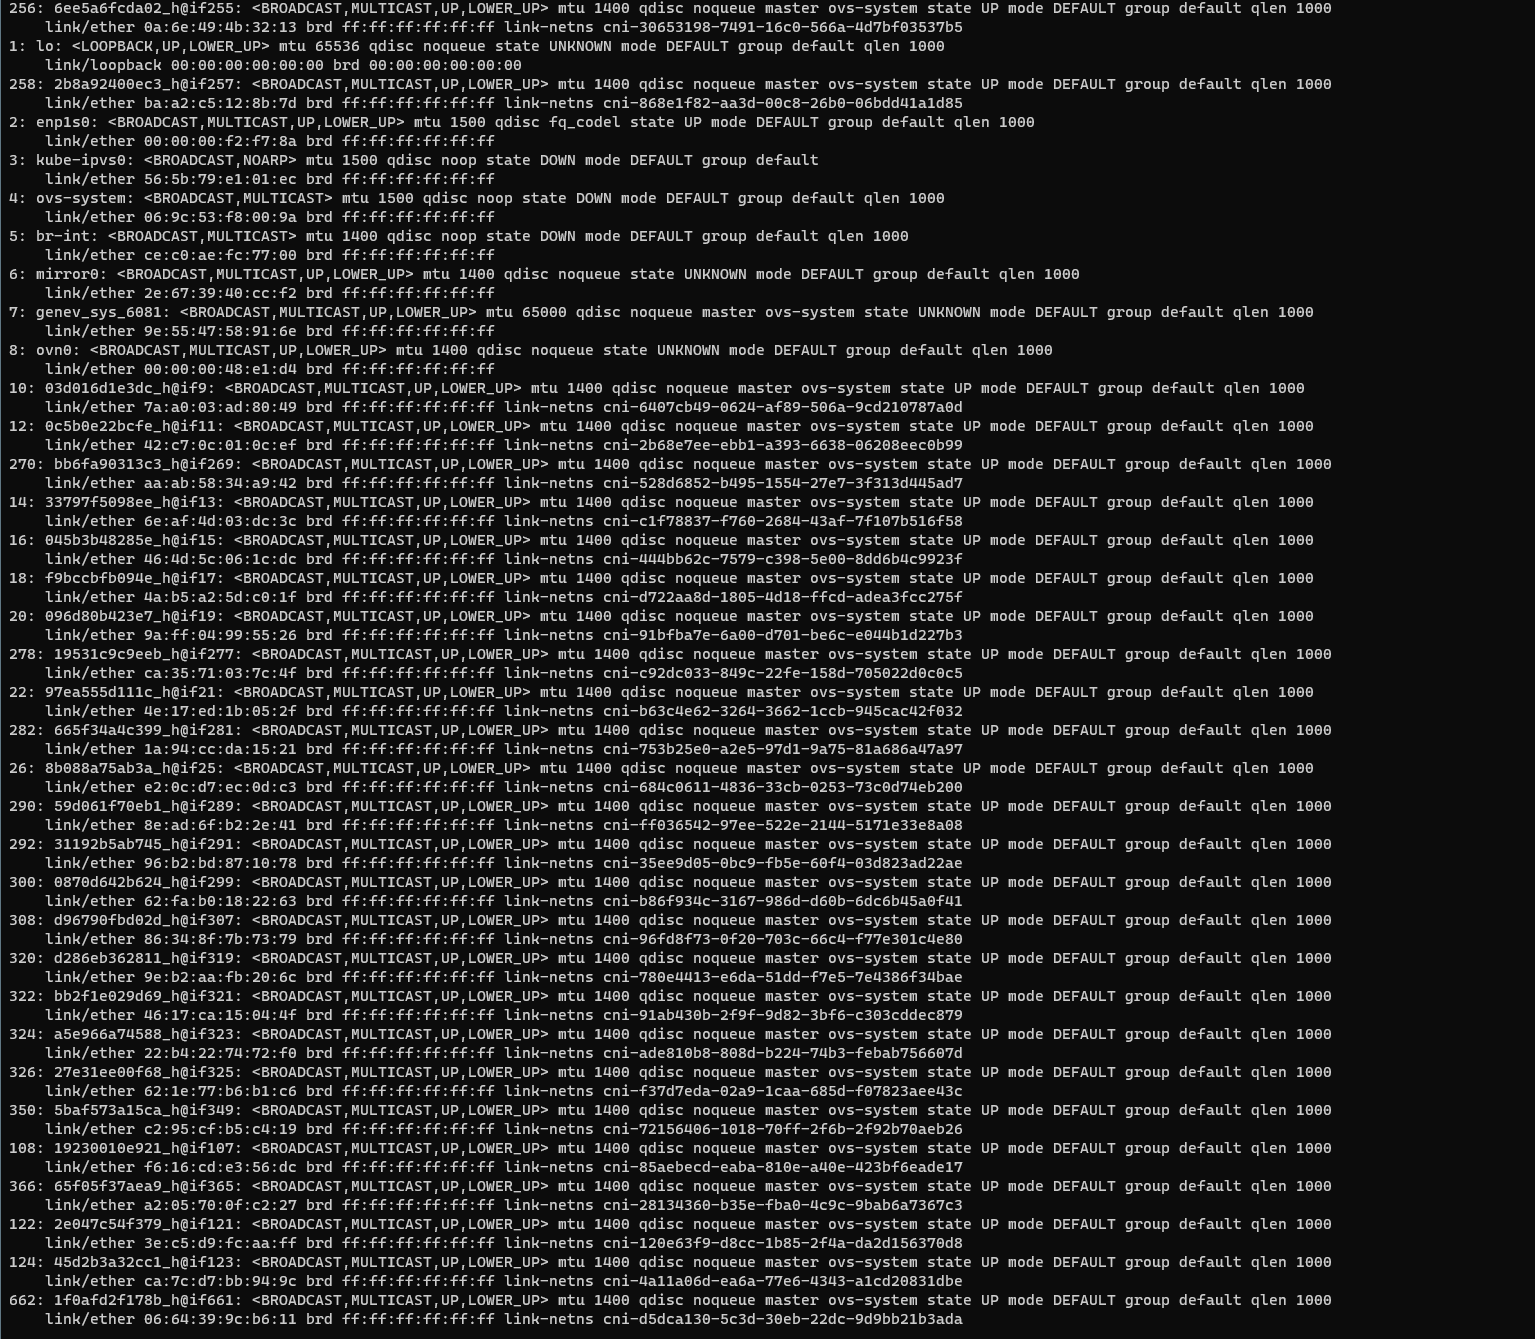 256: 6ee5a6fcda02_h@if255: <BROADCAST,MULTICAST,UP,LOWER_UP> mtu 1400 qdisc noqueue master ovs-system state UP mode DEFAULT group default qlen 1000
link/ether 0a:6e:49:4b:32:13 brd ff:ff:ff:ff:ff:ff link-netns cni-30653198-7491-16c0-566a-4d7bf03537b5
1: lo: <LOOPBACK,UP,LOWER_UP> mtu 65536 qdisc noqueue state UNKNOWN mode DEFAULT group default qlen 1000
link/loopback 00:00:00:00:00:00 brd 00:00:00:00:00:00
258: 2b8a92400ec3_h@if257: <BROADCAST,MULTICAST,UP,LOWER_UP> mtu 1400 qdisc noqueue master ovs-system state UP mode DEFAULT group default qlen 1000
link/ether ba:a2:c5:12:8b:7d brd ff:ff:ff:ff:ff:ff link-netns cni-868e1f82-aa3d-00c8-26b0-06bdd41a1d85
2: enp1s0: <BROADCAST,MULTICAST,UP,LOWER_UP> mtu 1500 qdisc fq_codel state UP mode DEFAULT group default qlen 1000
link/ether 00:00:00:f2:f7:8a brd ff:ff:ff:ff:ff:ff
3: kube-ipvs0: <BROADCAST,NOARP> mtu 1500 qdisc noop state DOWN mode DEFAULT group default
link/ether 56:5b:79:e1:01:ec brd ff:ff:ff:ff:ff:ff
4: ovs-system: <BROADCAST,MULTICAST> mtu 1500 qdisc noop state DOWN mode DEFAULT group default qlen 1000
link/ether 06:9c:53:f8:00:9a brd ff:ff:ff:ff:ff:ff
5: br-int: <BROADCAST,MULTICAST> mtu 1400 qdisc noop state DOWN mode DEFAULT group default qlen 1000
link/ether ce:c0:ae:fc:77:00 brd ff:ff:ff:ff:ff:ff
6: mirror0: <BROADCAST,MULTICAST,UP,LOWER_UP> mtu 1400 qdisc noqueue state UNKNOWN mode DEFAULT group default qlen 1000
link/ether 2e:67:39:40:cc:f2 brd ff:ff:ff:ff:ff:ff
7: genev_sys_6081: <BROADCAST,MULTICAST,UP,LOWER_UP> mtu 65000 qdisc noqueue master ovs-system state UNKNOWN mode DEFAULT group default qlen 1000
link/ether 9e:55:47:58:91:6e brd ff:ff:ff:ff:ff:ff
8: ovn0: <BROADCAST,MULTICAST,UP,LOWER_UP> mtu 1400 qdisc noqueue state UNKNOWN mode DEFAULT group default qlen 1000
link/ether 00:00:00:48:e1:d4 brd ff:ff:ff:ff:ff:ff
10: 03d016d1e3dc_h@if9: <BROADCAST,MULTICAST,UP,LOWER_UP> mtu 1400 qdisc noqueue master ovs-system state UP mode DEFAULT group default qlen 1000
link/ether 7a:a0:03:ad:80:49 brd ff:ff:ff:ff:ff:ff link-netns cni-6407cb49-0624-af89-506a-9cd210787a0d
12: 0c5b0e22bcfe_h@if11: <BROADCAST,MULTICAST,UP,LOWER_UP> mtu 1400 qdisc noqueue master ovs-system state UP mode DEFAULT group default qlen 1000
link/ether 42:c7:0c:01:0c:ef brd ff:ff:ff:ff:ff:ff link-netns cni-2b68e7ee-ebb1-a393-6638-06208eec0b99
270: bb6fa90313c3_h@if269: <BROADCAST,MULTICAST,UP,LOWER_UP> mtu 1400 qdisc noqueue master ovs-system state UP mode DEFAULT group default qlen 1000
link/ether aa:ab:58:34:a9:42 brd ff:ff:ff:ff:ff:ff link-netns cni-528d6852-b495-1554-27e7-3f313d445ad7
14: 33797f5098ee_h@if13: <BROADCAST,MULTICAST,UP,LOWER_UP> mtu 1400 qdisc noqueue master ovs-system state UP mode DEFAULT group default qlen 1000
link/ether 6e:af:4d:03:dc:3c brd ff:ff:ff:ff:ff:ff link-netns cni-c1f78837-f760-2684-43af-7f107b516f58
16: 045b3b48285e_h@if15: <BROADCAST,MULTICAST,UP,LOWER_UP> mtu 1400 qdisc noqueue master ovs-system state UP mode DEFAULT group default qlen 1000
link/ether 46:4d:5c:06:1c:dc brd ff:ff:ff:ff:ff:ff link-netns cni-444bb62c-7579-c398-5e00-8dd6b4c9923f
18: f9bccbfb094e_h@if17: <BROADCAST,MULTICAST,UP,LOWER_UP> mtu 1400 qdisc noqueue master ovs-system state UP mode DEFAULT group default qlen 1000
link/ether 4a:b5:a2:5d:c0:1f brd ff:ff:ff:ff:ff:ff link-netns cni-d722aa8d-1805-4d18-ffcd-adea3fcc275f
20: 096d80b423e7_h@if19: <BROADCAST,MULTICAST,UP,LOWER_UP> mtu 1400 qdisc noqueue master ovs-system state UP mode DEFAULT group default qlen 1000
link/ether 9a:ff:04:99:55:26 brd ff:ff:ff:ff:ff:ff link-netns cni-91bfba7e-6a00-d701-be6c-e044b1d227b3
278: 19531c9c9eeb_h@if277: <BROADCAST,MULTICAST,UP,LOWER_UP> mtu 1400 qdisc noqueue master ovs-system state UP mode DEFAULT group default qlen 1000
link/ether ca:35:71:03:7c:4f brd ff:ff:ff:ff:ff:ff link-netns cni-c92dc033-849c-22fe-158d-705022d0c0c5
22: 97ea555d111c_h@if21: <BROADCAST,MULTICAST,UP,LOWER_UP> mtu 1400 qdisc noqueue master ovs-system state UP mode DEFAULT group default qlen 1000
link/ether 4e:17:ed:1b:05:2f brd ff:ff:ff:ff:ff:ff link-netns cni-b63c4e62-3264-3662-1ccb-945cac42f032
282: 665f34a4c399_h@if281: <BROADCAST,MULTICAST,UP,LOWER_UP> mtu 1400 qdisc noqueue master ovs-system state UP mode DEFAULT group default qlen 1000
link/ether 1a:94:cc:da:15:21 brd ff:ff:ff:ff:ff:ff link-netns cni-753b25e0-a2e5-97d1-9a75-81a686a47a97
26: 8b088a75ab3a_h@if25: <BROADCAST,MULTICAST,UP,LOWER_UP> mtu 1400 qdisc noqueue master ovs-system state UP mode DEFAULT group default qlen 1000
link/ether e2:0c:d7:ec:0d:c3 brd ff:ff:ff:ff:ff:ff link-netns cni-684c0611-4836-33cb-0253-73c0d74eb200
290: 59d061f70eb1_h@if289: <BROADCAST,MULTICAST,UP,LOWER_UP> mtu 1400 qdisc noqueue master ovs-system state UP mode DEFAULT group default qlen 1000
link/ether 8e:ad:6f:b2:2e:41 brd ff:ff:ff:ff:ff:ff link-netns cni-ff036542-97ee-522e-2144-5171e33e8a08
292: 31192b5ab745_h@if291: <BROADCAST,MULTICAST,UP,LOWER_UP> mtu 1400 qdisc noqueue master ovs-system state UP mode DEFAULT group default qlen 1000
link/ether 96:b2:bd:87:10:78 brd ff:ff:ff:ff:ff:ff link-netns cni-35ee9d05-0bc9-fb5e-60f4-03d823ad22ae
300: 0870d642b624_h@if299: <BROADCAST,MULTICAST,UP,LOWER_UP> mtu 1400 qdisc noqueue master ovs-system state UP mode DEFAULT group default qlen 1000
link/ether 62:fa:b0:18:22:63 brd ff:ff:ff:ff:ff:ff link-netns cni-b86f934c-3167-986d-d60b-6dc6b45a0f41
308: d96790fbd02d_h@if307: <BROADCAST,MULTICAST,UP,LOWER_UP> mtu 1400 qdisc noqueue master ovs-system state UP mode DEFAULT group default qlen 1000
link/ether 86:34:8f:7b:73:79 brd ff:ff:ff:ff:ff:ff link-netns cni-96fd8f73-0f20-703c-66c4-f77e301c4e80
320: d286eb362811_h@if319: <BROADCAST,MULTICAST,UP,LOWER_UP> mtu 1400 qdisc noqueue master ovs-system state UP mode DEFAULT group default qlen 1000
link/ether 9e:b2:aa:fb:20:6c brd ff:ff:ff:ff:ff:ff link-netns cni-780e4413-e6da-51dd-f7e5-7e4386f34bae
322: bb2f1e029d69_h@if321: <BROADCAST,MULTICAST,UP,LOWER_UP> mtu 1400 qdisc noqueue master ovs-system state UP mode DEFAULT group default qlen 1000
link/ether 46:17:ca:15:04:4f brd ff:ff:ff:ff:ff:ff link-netns cni-91ab430b-2f9f-9d82-3bf6-c303cddec879
324: a5e966a74588_h@if323: <BROADCAST,MULTICAST,UP,LOWER_UP> mtu 1400 qdisc noqueue master ovs-system state UP mode DEFAULT group default qlen 1000
link/ether 22:b4:22:74:72:f0 brd ff:ff:ff:ff:ff:ff link-netns cni-ade810b8-808d-b224-74b3-febab756607d
326: 27e31ee00f68_h@if325: <BROADCAST,MULTICAST,UP,LOWER_UP> mtu 1400 qdisc noqueue master ovs-system state UP mode DEFAULT group default qlen 1000
link/ether 62:1e:77:b6:b1:c6 brd ff:ff:ff:ff:ff:ff link-netns cni-f37d7eda-02a9-1caa-685d-f07823aee43c
350: 5baf573a15ca_h@if349: <BROADCAST,MULTICAST,UP,LOWER_UP> mtu 1400 qdisc noqueue master ovs-system state UP mode DEFAULT group default qlen 1000
link/ether c2:95:cf:b5:c4:19 brd ff:ff:ff:ff:ff:ff link-netns cni-72156406-1018-70ff-2f6b-2f92b70aeb26
108: 19230010e921_h@if107: <BROADCAST,MULTICAST,UP,LOWER_UP> mtu 1400 qdisc noqueue master ovs-system state UP mode DEFAULT group default qlen 1000
link/ether f6:16:cd:e3:56:dc brd ff:ff:ff:ff:ff:ff link-netns cni-85aebecd-eaba-810e-a40e-423bf6eade17
366: 65f05f37aea9_h@if365: <BROADCAST,MULTICAST,UP,LOWER_UP> mtu 1400 qdisc noqueue master ovs-system state UP mode DEFAULT group default qlen 1000
link/ether a2:05:70:0f:c2:27 brd ff:ff:ff:ff:ff:ff link-netns cni-28134360-b35e-fba0-4c9c-9bab6a7367c3
122: 2e047c54f379_h@if121: <BROADCAST,MULTICAST,UP,LOWER_UP> mtu 1400 qdisc noqueue master ovs-system state UP mode DEFAULT group default qlen 1000
link/ether 3e:c5:d9:fc:aa:ff brd ff:ff:ff:ff:ff:ff link-netns cni-120e63f9-d8cc-1b85-2f4a-da2d156370d8
124: 45d2b3a32cc1_h@if123: <BROADCAST,MULTICAST,UP,LOWER_UP> mtu 1400 qdisc noqueue master ovs-system state UP mode DEFAULT group default qlen 1000
link/ether ca:7c:d7:bb:94:9c brd ff:ff:ff:ff:ff:ff link-netns cni-4a11a06d-ea6a-77e6-4343-a1cd20831dbe
662: 1f0afd2f178b_h@if661: <BROADCAST,MULTICAST,UP,LOWER_UP> mtu 1400 qdisc noqueue master ovs-system state UP mode DEFAULT group default qlen 1000
link/ether 06:64:39:9c:b6:11 brd ff:ff:ff:ff:ff:ff link-netns cni-d5dca130-5c3d-30eb-22dc-9d9bb21b3ada